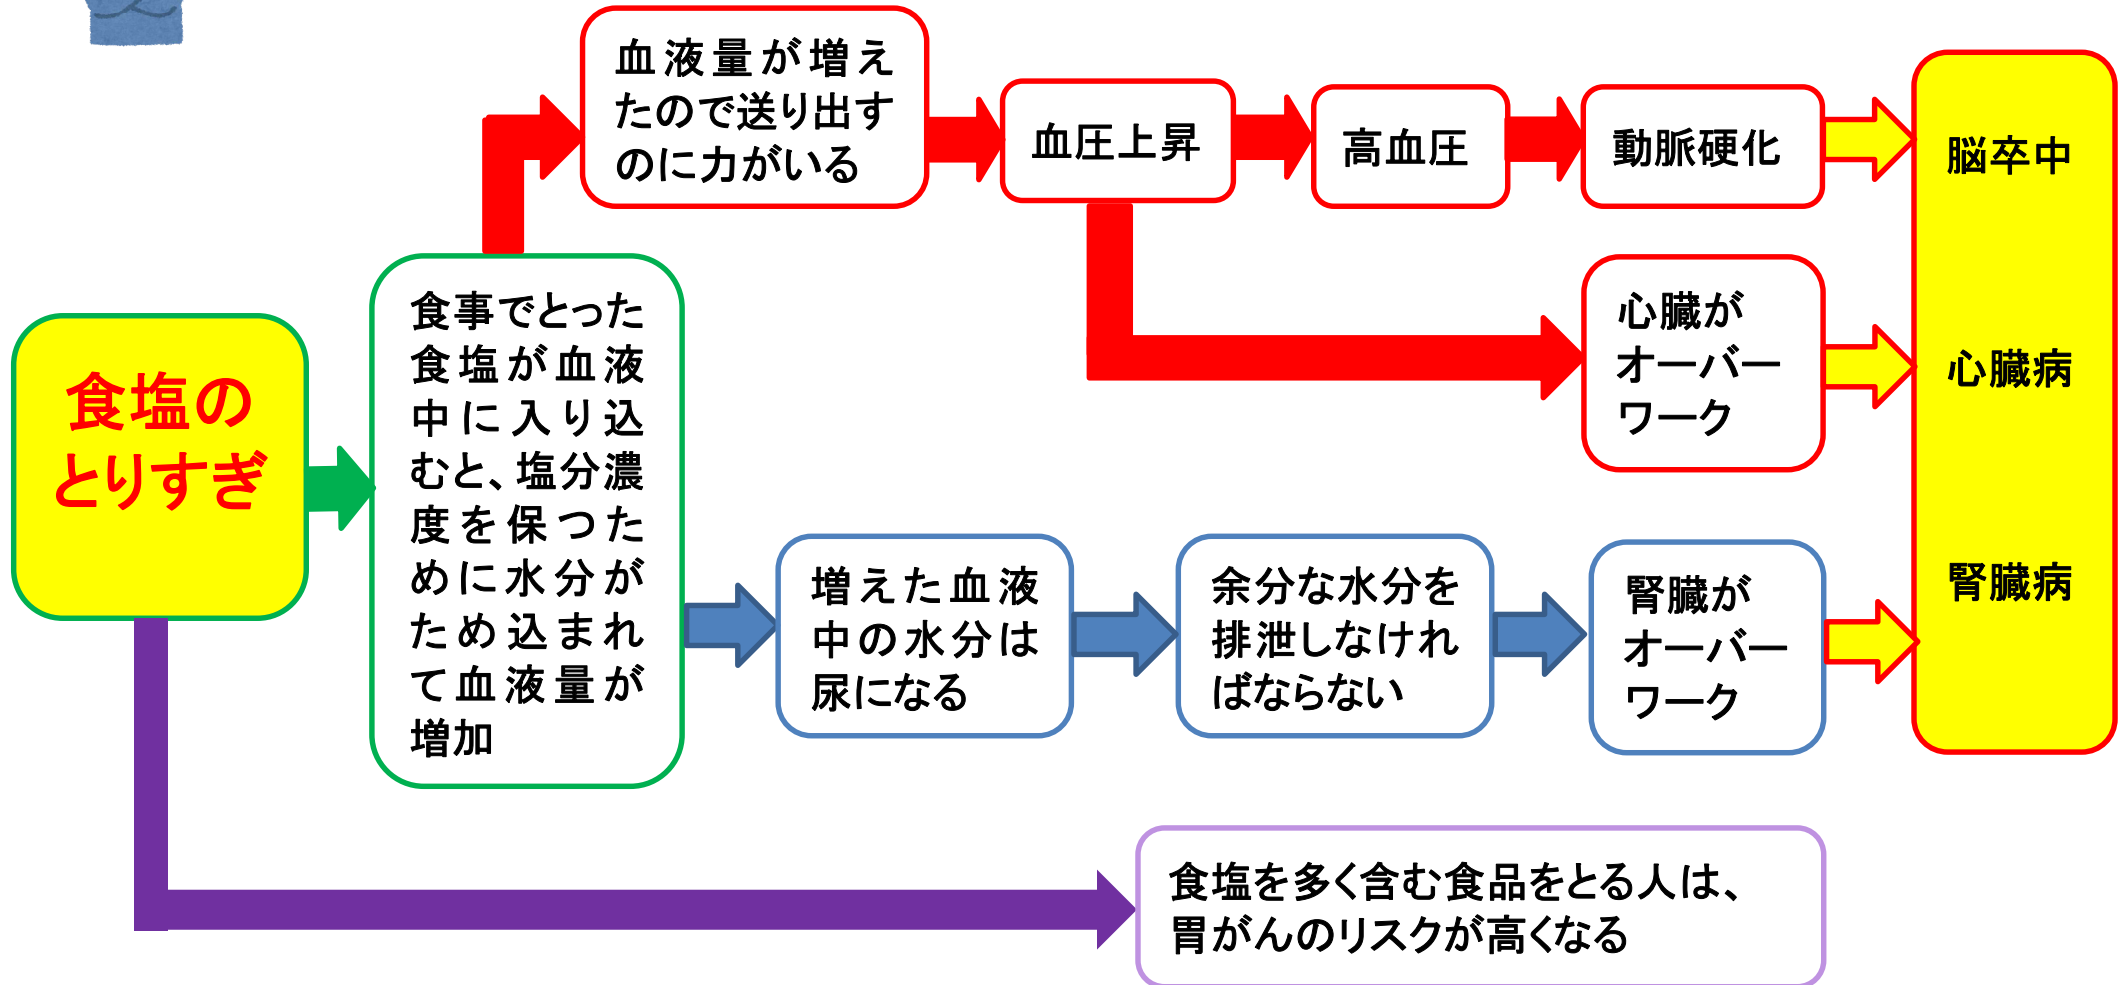 血液量が増え
たので送り出す
のに力がいる
血圧上昇
高血圧
動脈硬化
脳卒中
食塩の
とりすぎ
食事でとった
食塩が血液
中に入り込
むと、塩分濃
度を保つた
めに水分が
ため込まれ
て血液量が
増加
心臓が
オーバー
ワーク
心臓病
増えた血液
中の水分は
尿になる
余分な水分を
排泄しなけれ
ばならない
腎臓が
オーバー
ワーク
腎臓病
食塩を多く含む食品をとる人は、
胃がんのリスクが高くなる